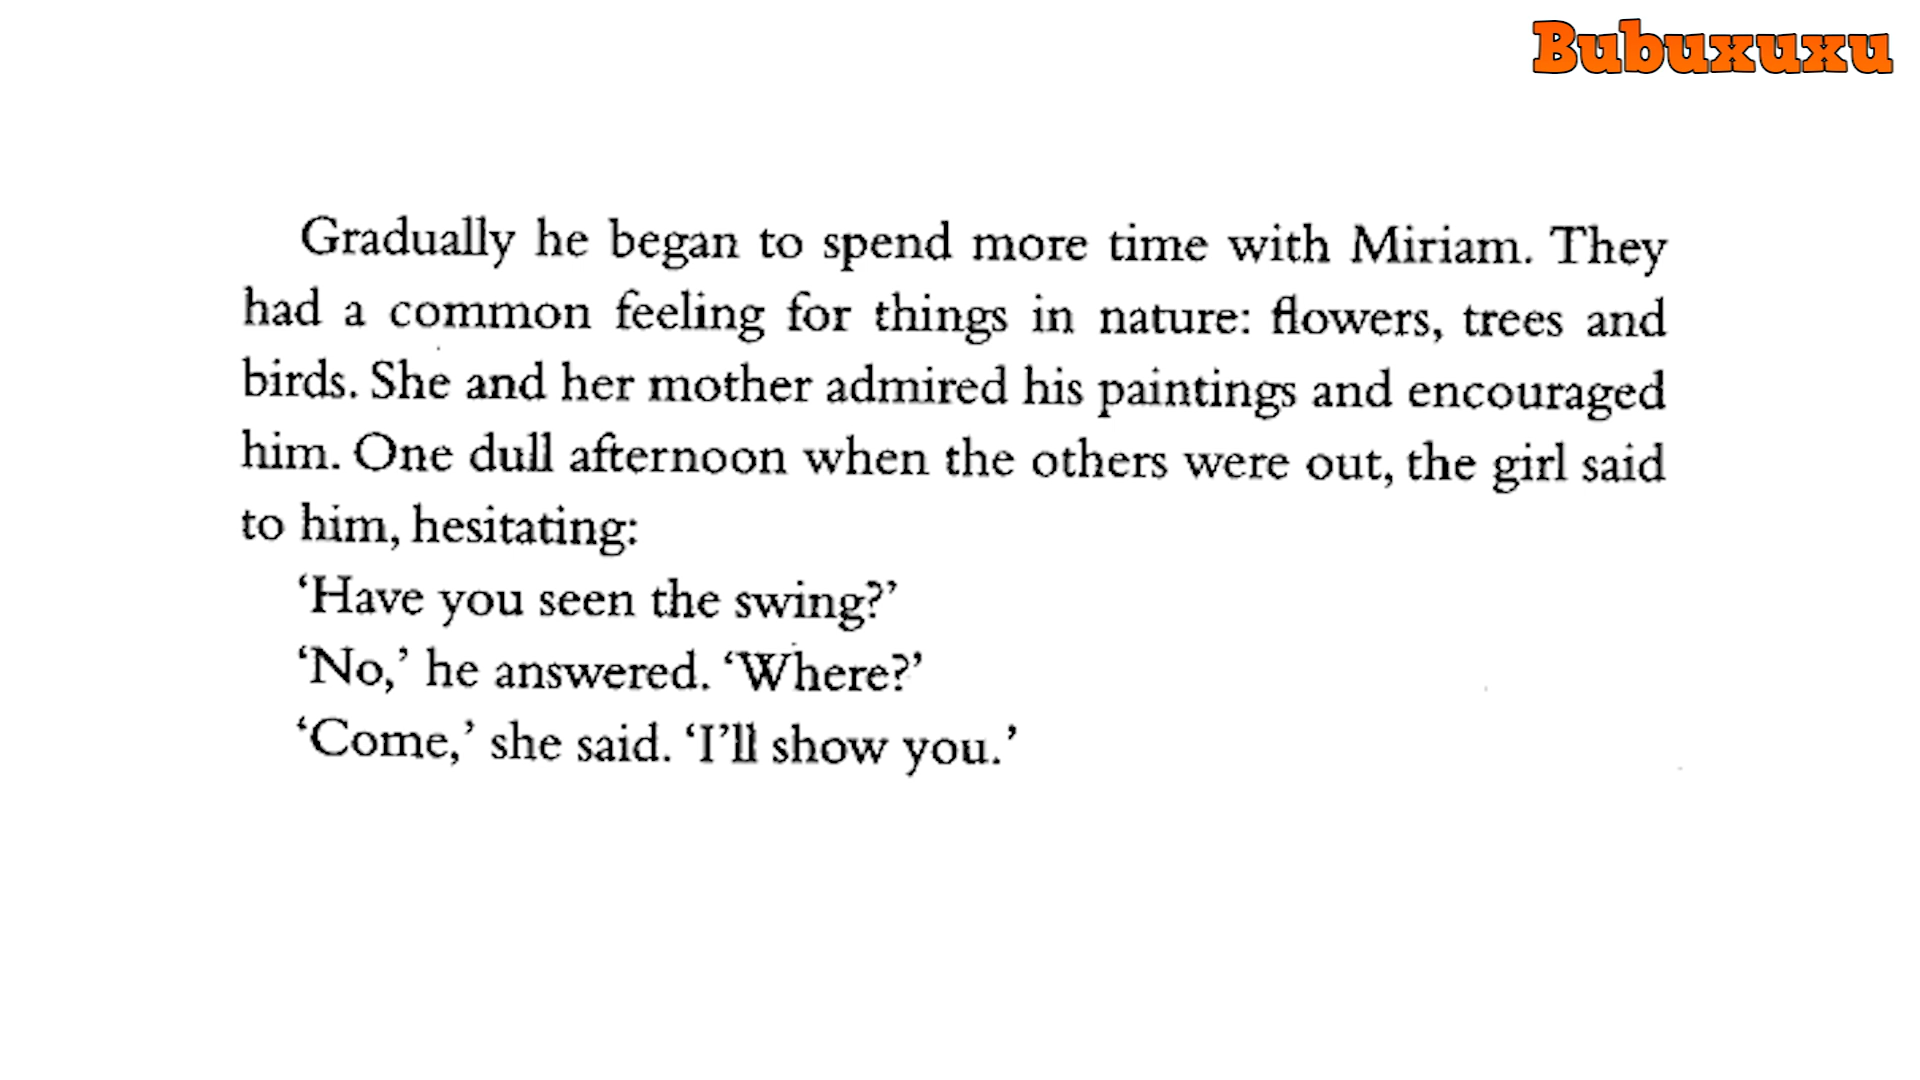 Bubuxuxu
Gradually he began to spend more time with Miriam. They
had a common feeling for things in nature: flowers, trees and
birds. She and her mother admired his paintings and encouraged
him. One dull afternoon when the others were out, the girl said
to him, hesitating:
‘Have you seen the swing?’
‘No,’ he answered. ‘Where?’
‘Come,’ she said. ‘I’ll show you.’